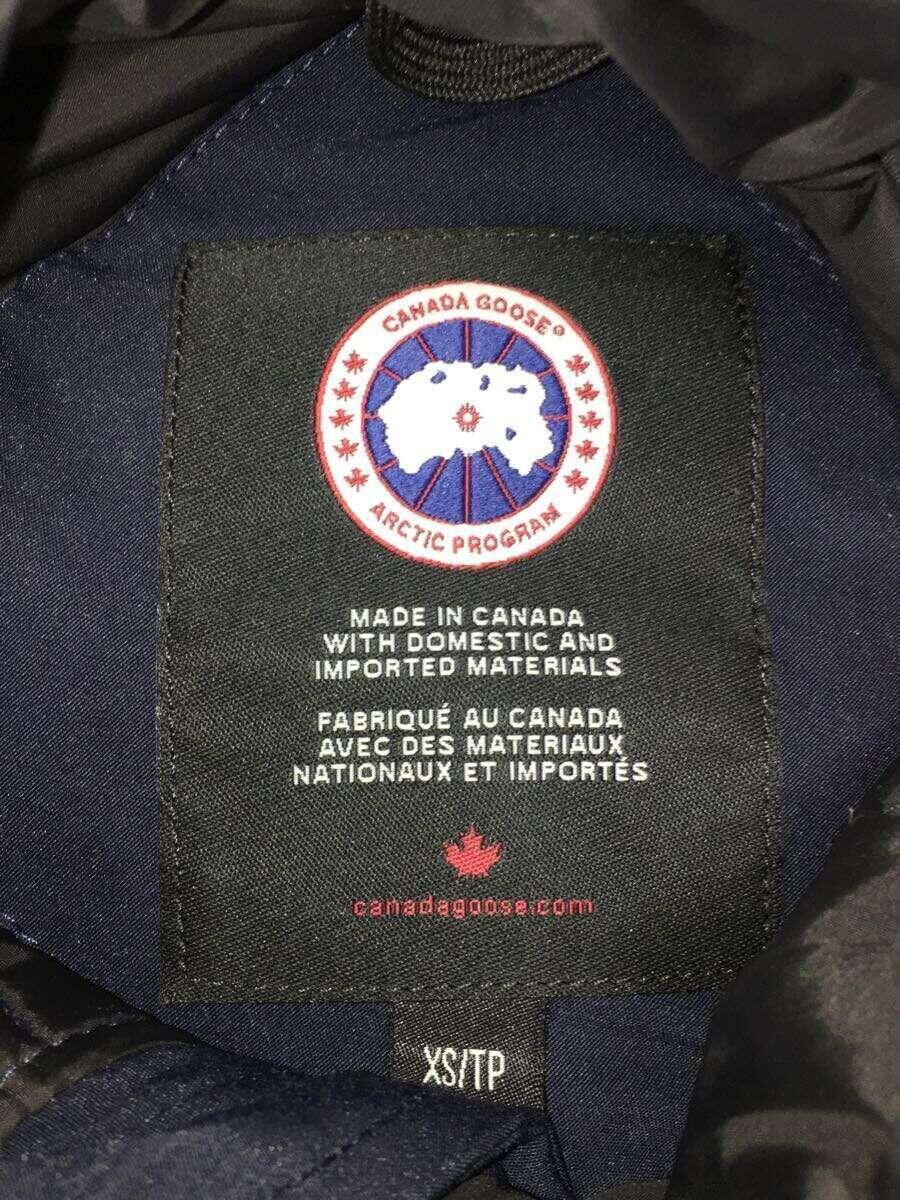 CANADA GOOSE®
ARCTIC PROGRAM
MADE IN CANADA
WITH DOMESTIC AND
IMPORTED MATERIALS
FABRIQUÉ AU CANADA
AVEC DES MATERIAUX
NATIONAUX ET IMPORTÉS
canadagoose.com
XS/TP